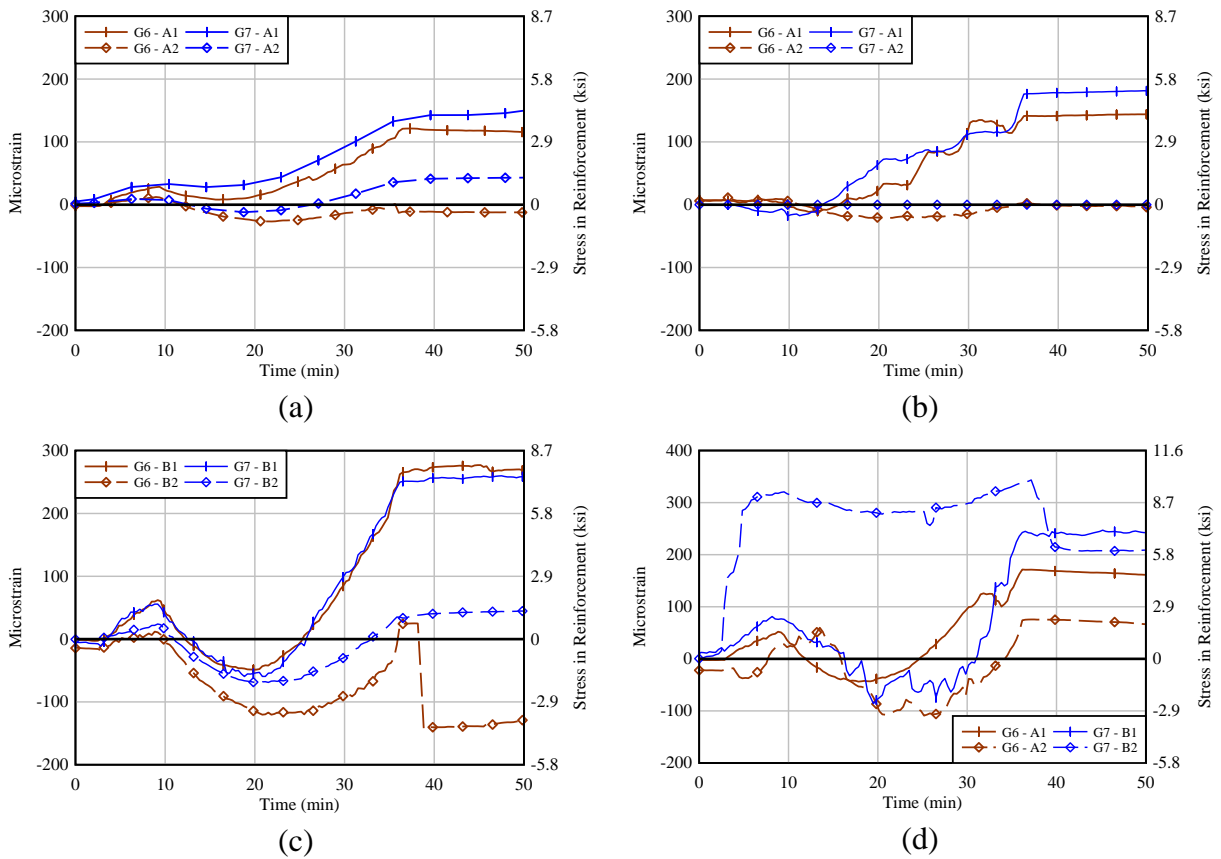 300
200
100
0
-100
-200
8.7
5.8
2.9
0
-2.9
-5.8
Microstrain
Stress in Reinforcement (ksi)
G6 - A1 G7 - A1
G6 - A2 G7 - A2
0 10 20 30 40 50
Time (min)
(a)
300
200
100
0
-100
-200
8.7
5.8
2.9
0
-2.9
-5.8
Microstrain
Stress in Reinforcement (ksi)
G6 - A1 G7 - A1
G6 - A2 G7 - A2
0 10 20 30 40 50
Time (min)
(b)
300
200
100
0
-100
-200
8.7
5.8
2.9
0
-2.9
-5.8
Microstrain
Stress in Reinforcement (ksi)
G6 - B1 G7 - B1
G6 - B2 G7 - B2
0 10 20 30 40 50
Time (min)
(c)
400
300
200
100
0
-100
-200
11.6
8.7
5.8
2.9
0
-2.9
-5.8
Microstrain
Stress in Reinforcement (ksi)
G6 - A1 G7 - B1
G6 - A2 G7 - B2
0 10 20 30 40 50
Time (min)
(d)